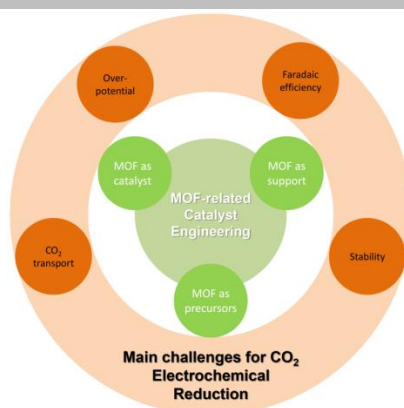 Over-
potential
Faradaic
efficiency
MOF as
catalyst
MOF as
support
MOF-related
Catalyst
Engineering
CO₂
transport
Stability
MOF as
precursors
Main challenges for CO₂
Electrochemical
Reduction